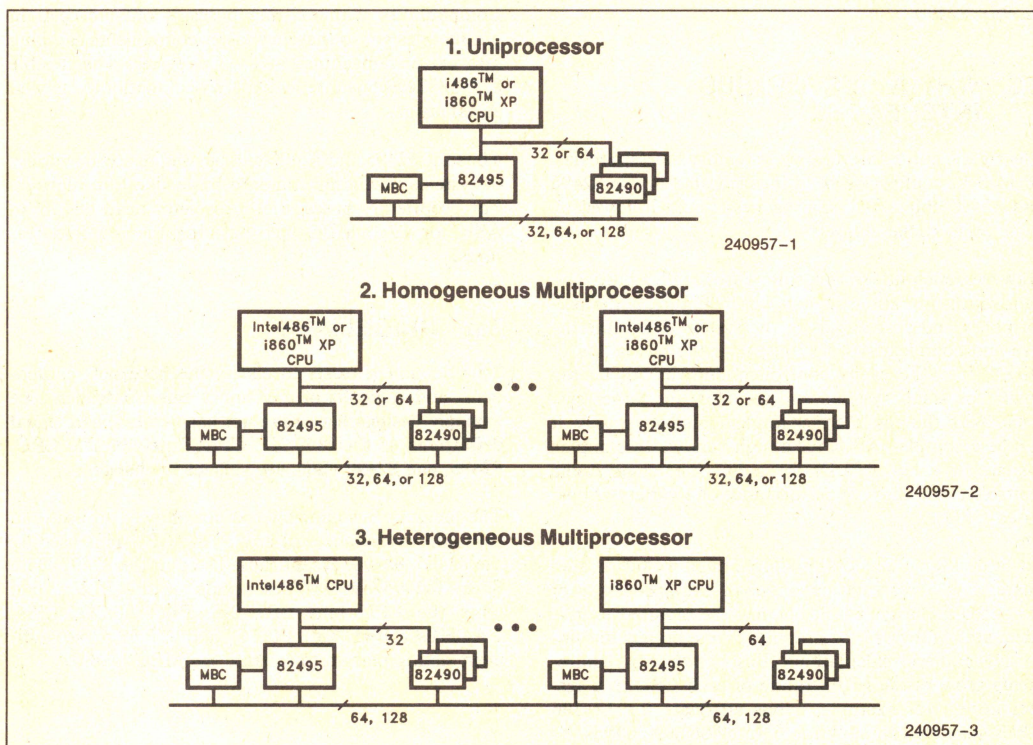 1. Uniprocessor
i486™ or
i860™ XP
CPU
32 or 64
MBC
82495
82490
32, 64, or 128
240957-1
2. Homogeneous Multiprocessor
Intel486™ or
i860™ XP
CPU
Intel486™ or
i860™ XP
CPU
32 or 64
• • •
32 or 64
MBC
82495
82490
MBC
82495
82490
32, 64, or 128
32, 64, or 128
240957-2
3. Heterogeneous Multiprocessor
Intel486™ CPU
i860™ XP CPU
32
• • •
64
MBC
82495
82490
MBC
82495
82490
64, 128
64, 128
240957-3